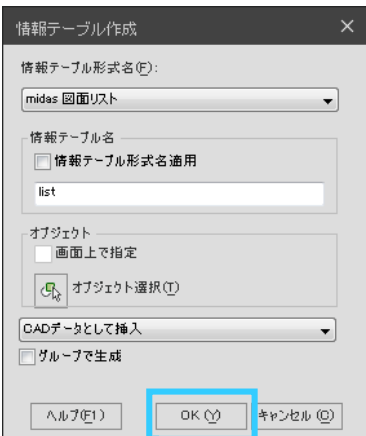 情報テーブル作成
情報テーブル形式名(F):
midas 図面リスト
情報テーブル名
情報テーブル形式名適用
list
オブジェクト
画面上で指定
オブジェクト選択(T)
CADデータとして挿入
グループで生成
ヘルプ(F1) OK (Y) キャンセル (C)